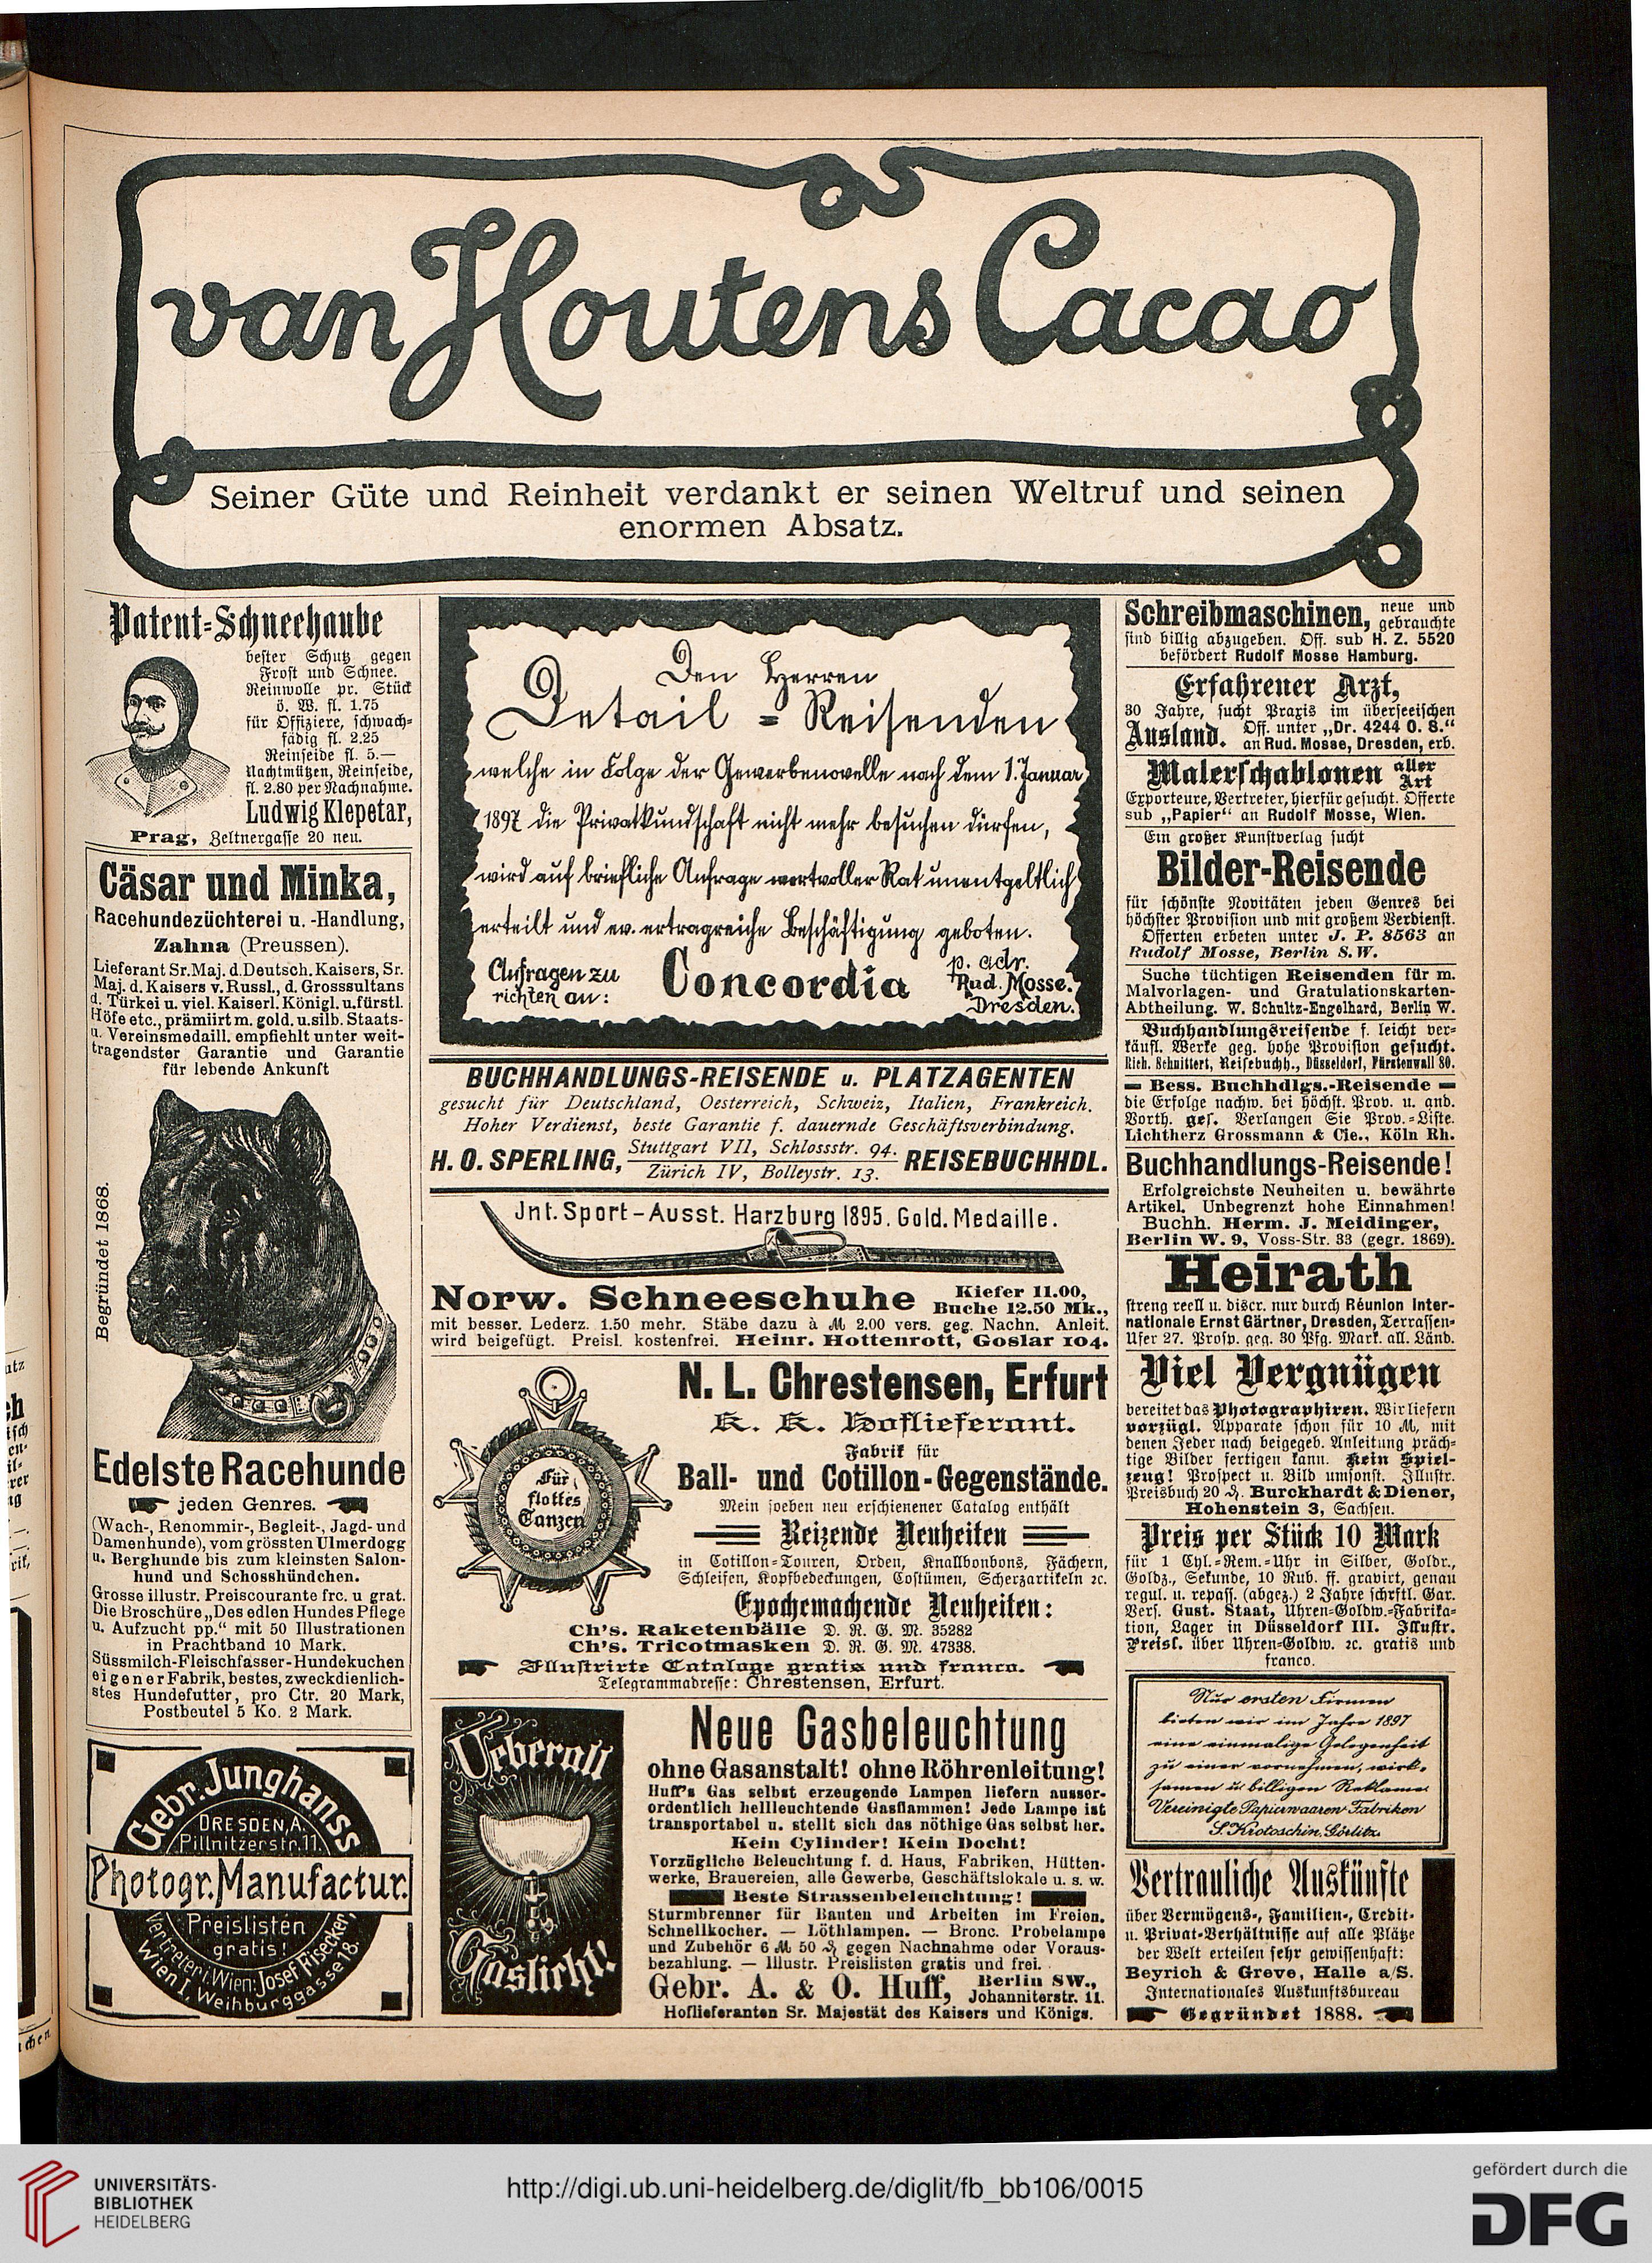 van Houtens Cacao
Seiner Güte und Reinheit verdankt er seinen Weltruf und seinen
enormen Absatz.
Patent-Schneehaube
bester Schutz gegen
Frost und Schnee.
Reinwolle pr. Stück
ö. W. fl. 1.75
für Offiziere, schwach-
fädig fl. 2.25
Reinseide fl. 5.—
Nachtmützen, Reinseide,
fl. 2.80 per Nachnahme.
Ludwig Klepetar,
Prag, Zeltnergasse 20 neu.
Cäsar und Minka,
Racehundezüchterei u. -Handlung,
Zahna (Preussen).
Lieferant Sr. Maj. d. Deutsch. Kaisers, Sr.
Maj. d. Kaisers v. Russl., d. Grosssultans
d. Türkei u. viel. Kaiserl. Königl. u. fürstl.
Höfe etc., prämiirt m. gold. u. silb. Staats-
u. Vereinsmedaill. empfiehlt unter weit-
tragendster Garantie und Garantie
für lebende Ankunft
Begründet 1868.
Edelste Racehunde
jeden Genres.
(Wach-, Renommir-, Begleit-, Jagd- und
Damenhunde), vom grössten Ulmerdogg
u. Berghunde bis zum kleinsten Salon-
hund und Schosshündchen.
Grosse illustr. Preiscourante frc. u grat.
Die Broschüre „Des edlen Hundes Pflege
u. Aufzucht pp.“ mit 50 Illustrationen
in Prachtband 10 Mark.
Süssmilch-Fleischfasser-Hundekuchen
eigener Fabrik, bestes, zweckdienlich-
stes Hundefutter, pro Ctr. 20 Mark,
Postbeutel 5 Ko. 2 Mark.
Gebr. Junghanss
DRESDEN, A.
Pillnitzerstr. 11.
Photogr. Manufactur.
Preislisten
gratis!
Vertreter i. Wien: Josef Risecker,
Wien I, Weihburggasse 18.
Den Herren
Detail = Reisenden
welche in Folge der Gewerbenovelle nach dem 1. Januar
1897 die Privatkundschaft nicht mehr besuchen dürfen,
wird auf briefliche Anfrage wertvoller Rat unentgeltlich
erteilt und ev. ertragreiche Beschäftigung geboten.
Anfragen zu
richten an:
Concordia
p. adr.
Rud. Mosse.
Dresden.
BUCHHANDLUNGS-REISENDE u. PLATZAGENTEN
gesucht für Deutschland, Oesterreich, Schweiz, Italien, Frankreich.
Hoher Verdienst, beste Garantie f. dauernde Geschäftsverbindung.
H. O. SPERLING, Stuttgart VII, Schlossstr. 94. REISEBUCHHDL.
Zürich IV, Bolleystr. 13.
Jnt. Sport-Ausst. Harzburg 1895. Gold. Medaille.
Norw. Schneeschuhe Kiefer 11.00,
Buche 12.50 Mk.,
mit besser. Lederz. 1.50 mehr. Stäbe dazu à M 2.00 vers. geg. Nachn. Anleit.
wird beigefügt. Preisl. kostenfrei. Heinr. Hottenrott, Goslar 104.
Für
flottes
Tanzen
N. L. Chrestensen, Erfurt
K. K. Hoflieferant.
Fabrik für
Ball- und Cotillon-Gegenstände.
Mein soeben neu erschienener Catalog enthält
Reizende Neuheiten
in Cotillon-Touren, Orden, Knallbonbons, Fächern,
Schleifen, Kopfbedeckungen, Costümen, Scherzartikeln ꝛc.
Epochemachende Neuheiten:
Ch's. Raketenbälle D. R. G. M. 35282
Ch's. Tricotmasken D. R. G. M. 47338.
Illustrirte Cataloge gratis und franco.
Telegrammadresse: Chrestensen, Erfurt.
Ueberall
Gaslicht!
Neue Gasbeleuchtung
ohne Gasanstalt! ohne Röhrenleitung!
Huff's Gas selbst erzeugende Lampen liefern ausser-
ordentlich hellleuchtende Gasflammen! Jede Lampe ist
transportabel u. stellt sich das nöthige Gas selbst her.
Kein Cylinder! Kein Docht!
Vorzügliche Beleuchtung f. d. Haus, Fabriken, Hütten-
werke, Brauereien, alle Gewerbe, Geschäftslokale u. s. w.
Beste Strassenbeleuchtung!
Sturmbrenner für Bauten und Arbeiten im Freien.
Schnellkocher. — Löthlampen. — Bronc. Probelampe
und Zubehör 6 M 50 ₰ gegen Nachnahme oder Voraus-
bezahlung. — Illustr. Preislisten gratis und frei.
Gebr. A. & O. Huff, Berlin SW.,
Johanniterstr. 11.
Hoflieferanten Sr. Majestät des Kaisers und Königs.
Schreibmaschinen, neue und
gebrauchte
sind billig abzugeben. Off. sub H. Z. 5520
befördert Rudolf Mosse Hamburg.
Erfahrener Arzt,
30 Jahre, sucht Praxis im überseeischen
Ausland. Off. unter „Dr. 4244 O. S.“
an Rud. Mosse, Dresden, erb.
Malerschablonen aller
Art
Exporteure, Vertreter, hierfür gesucht. Offerte
sub „Papier“ an Rudolf Mosse, Wien.
Ein großer Kunstverlag sucht
Bilder-Reisende
für schönste Novitäten jeden Genres bei
höchster Provision und mit großem Verdienst.
Offerten erbeten unter J. P. 8563 an
Rudolf Mosse, Berlin S.W.
Suche tüchtigen Reisenden für m.
Malvorlagen- und Gratulationskarten-
Abtheilung. W. Schultz-Engelhard, Berlin W.
Buchhandlungsreisende f. leicht ver-
käufl. Werke geg. hohe Provision gesucht.
Rich. Schnittert, Reisebuchh., Düsseldorf, Fürstenwall 80.
Bess. Buchhdlgs.-Reisende
die Erfolge nachw. bei höchst. Prov. u. and.
Vorth. ges. Verlangen Sie Prov.-Liste.
Lichtherz Grossmann & Cie., Köln Rh.
Buchhandlungs-Reisende!
Erfolgreichste Neuheiten u. bewährte
Artikel. Unbegrenzt hohe Einnahmen!
Buchh. Herm. J. Meidinger,
Berlin W. 9, Voss-Str. 33 (gegr. 1869).
Heirath
streng reell u. discr. nur durch Réunion Inter-
nationale Ernst Gärtner, Dresden, Terrassen-
Ufer 27. Prosp. geg. 30 Pfg. Mark. all. Länd.
Viel Vergnügen
bereitet das Photographiren. Wir liefern
vorzügl. Apparate schon für 10 M, mit
denen Jeder nach beigegeb. Anleitung präch-
tige Bilder fertigen kann. Kein Spiel-
zeug! Prospect u. Bild umsonst. Illustr.
Preisbuch 20 ₰. Burckhardt & Diener,
Hohenstein 3, Sachsen.
Preis per Stück 10 Mark
für 1 Cyl.-Rem.-Uhr in Silber, Goldr.,
Goldz., Sekunde, 10 Rub. ff. gravirt, genau
regul. u. repass. (abgez.) 2 Jahre schrftl. Gar.
Vers. Gust. Staat, Uhren-Goldw.-Fabrika-
tion, Lager in Düsseldorf III. Illustr.
Preisl. über Uhren-Goldw. ꝛc. gratis und
franco.
Nur ersten Firmen
bieten wir im Jahre 1897
eine einmalige Gelegenheit
zu einer vornehmen, wirk-
samen u. billigen Reklame.
Vereinigte Papierwaaren Fabriken
S. Krotoschin, Görlitz.
Vertrauliche Auskünfte
über Vermögens-, Familien-, Credit-
u. Privat-Verhältnisse auf alle Plätze
der Welt erteilen sehr gewissenhaft:
Beyrich & Greve, Halle a/S.
Internationales Auskunftsbureau
Gegründet 1888.
UNIVERSITÄTS-
BIBLIOTHEK
HEIDELBERG
http://digi.ub.uni-heidelberg.de/diglit/fb_bb106/0015
gefördert durch die
DFG